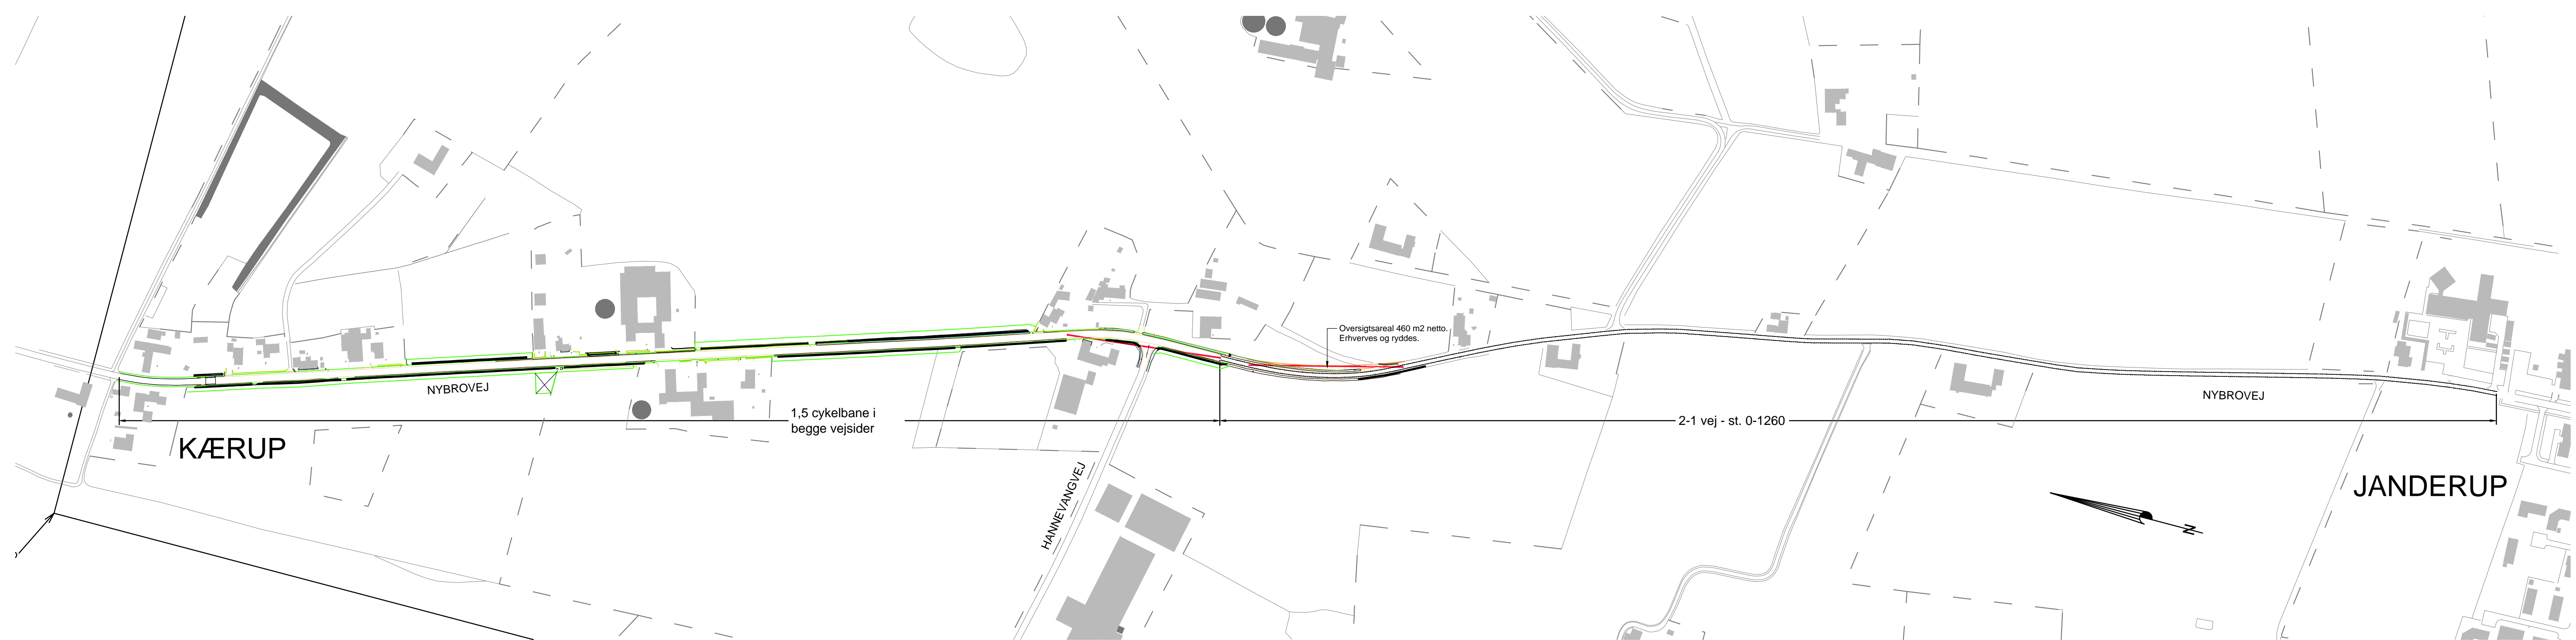 Oversigtsareal 460 m2 netto.
Erhverves og ryddes.
NYBROVEJ
NYBROVEJ
1,5 cykelbane i
begge vejsider
2-1 vej - st. 0-1260
KÆRUP
HANNEVANGVEJ
JANDERUP
N